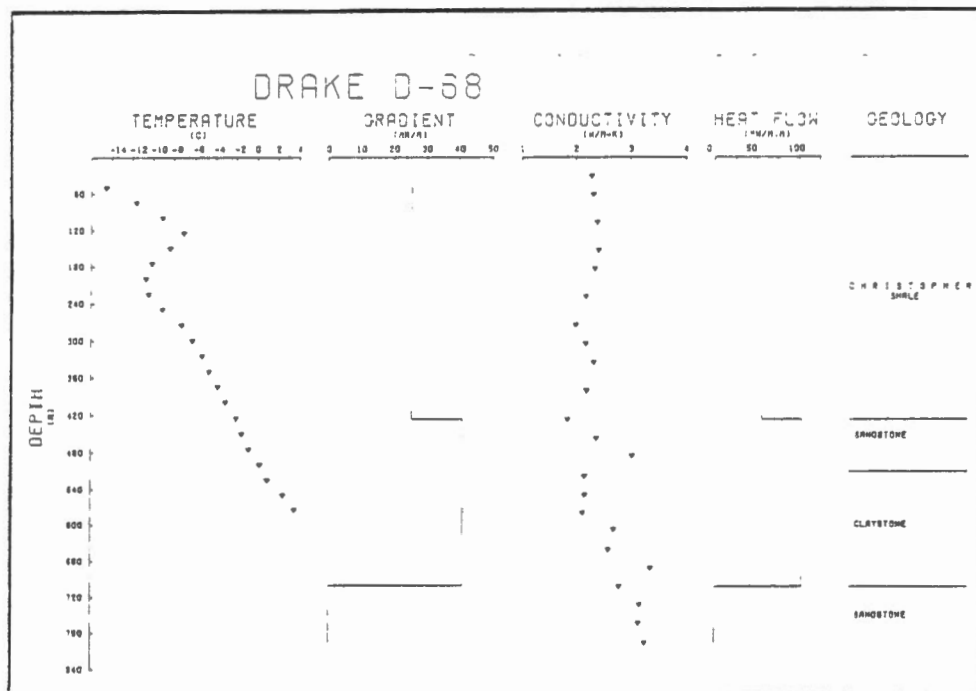 DRAKE D-68
TEMPERATURE GRADIENT CONDUCTIVITY HEAT FLOW GEOLOGY
(C) (MK/M) (W/M·K) (MW/M.M)
-14 -12 -10 -8 -6 -4 -2 0 2 4 0 10 20 30 40 50 1 2 3 4 0 50 100
60
120
180
240
300
360
420
480
540
600
660
720
780
840
DEPTH
(M)
CHRISTOPHER
SHALE
SANDSTONE
CLAYSTONE
SANDSTONE